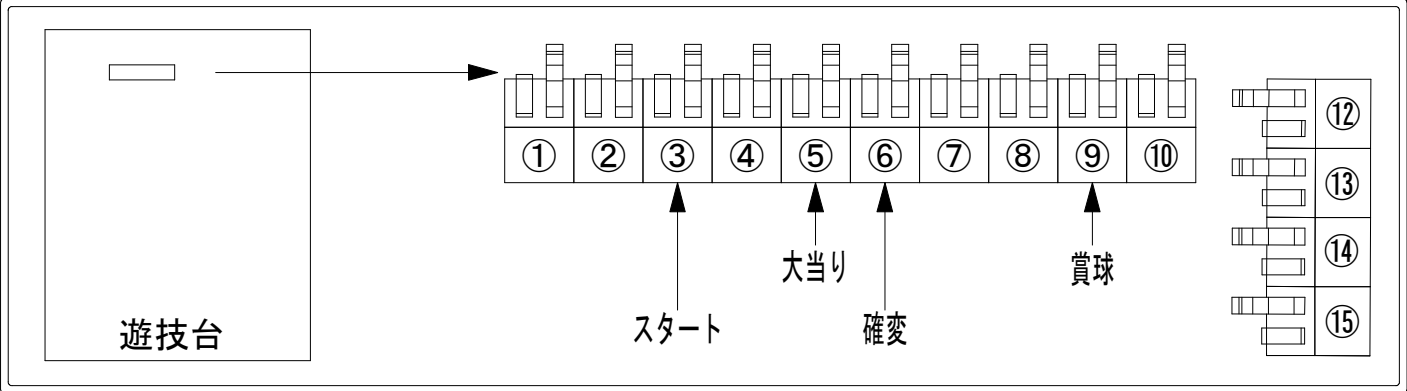 ① ② ③ ④ ⑤ ⑥ ⑦ ⑧ ⑨ ⑩
⑫
⑬
⑭
⑮
大当り
賞球
スタート
確変
遊技台